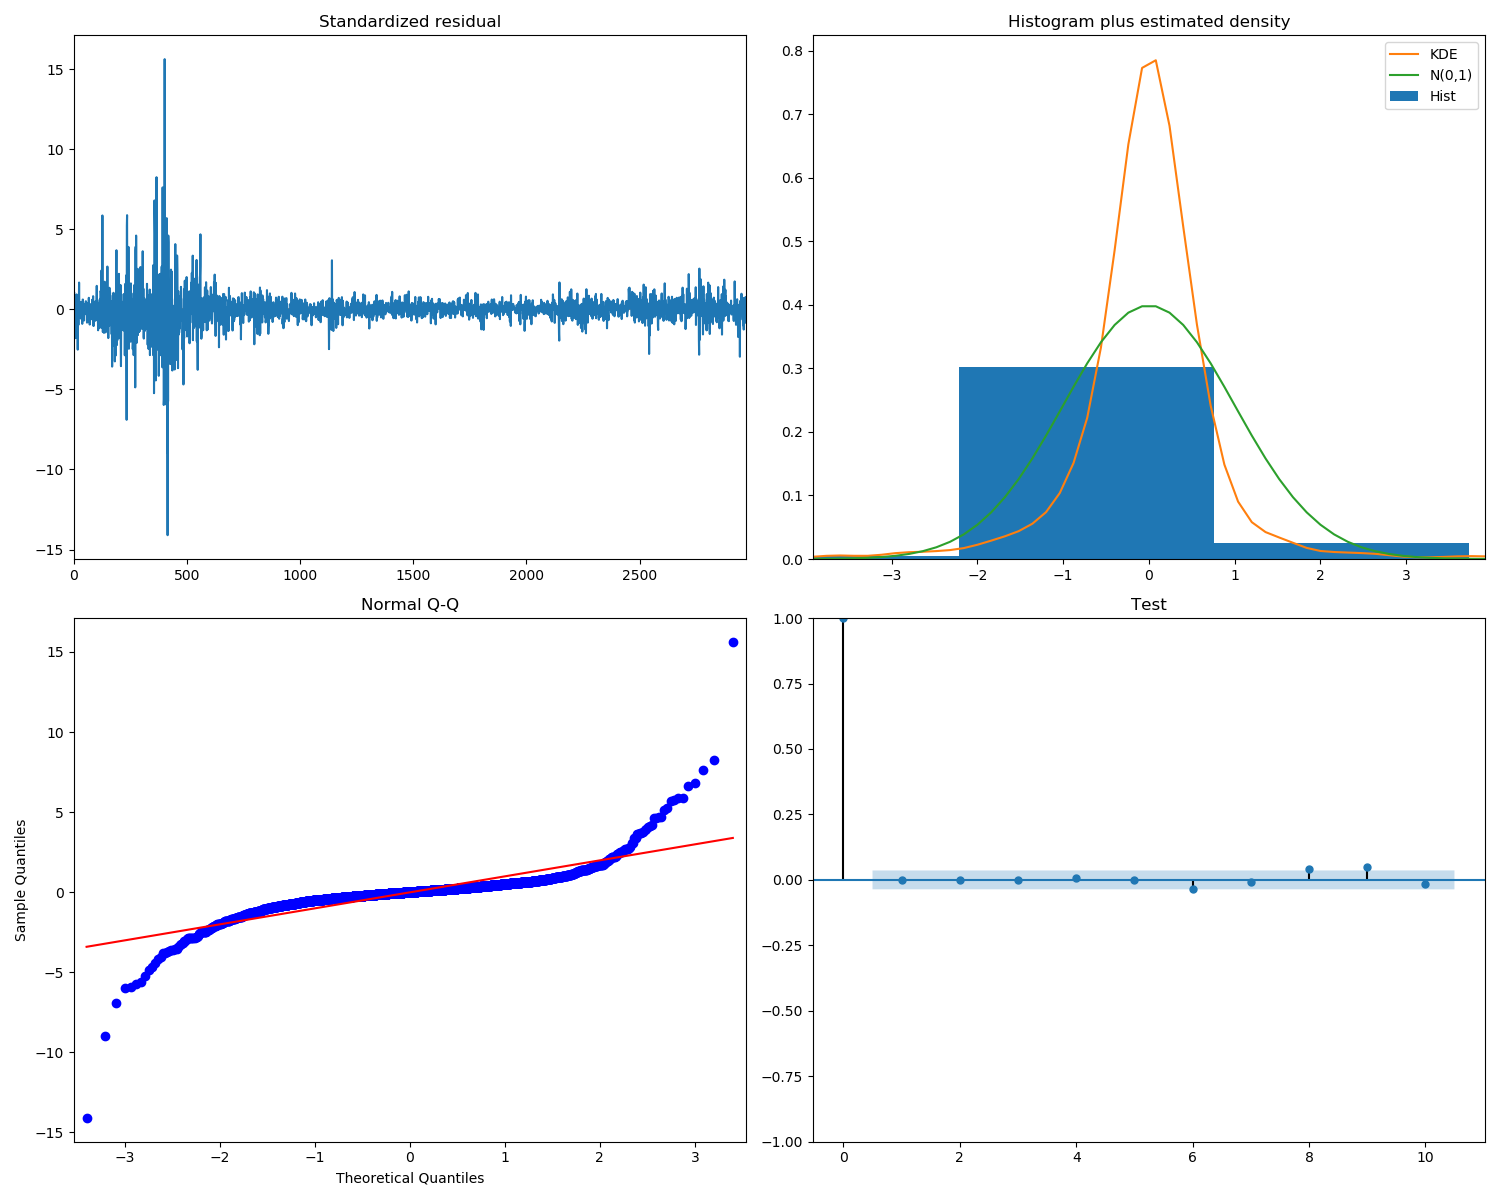 Standardized residual
15
10
5
0
−5
−10
−15
0 500 1000 1500 2000 2500
Histogram plus estimated density
KDE
N(0,1)
Hist
0.8
0.7
0.6
0.5
0.4
0.3
0.2
0.1
0.0
−3 −2 −1 0 1 2 3
Normal Q-Q
Sample Quantiles
15
10
5
0
−5
−10
−15
−3 −2 −1 0 1 2 3
Theoretical Quantiles
Test
1.00
0.75
0.50
0.25
0.00
−0.25
−0.50
−0.75
−1.00
0 2 4 6 8 10